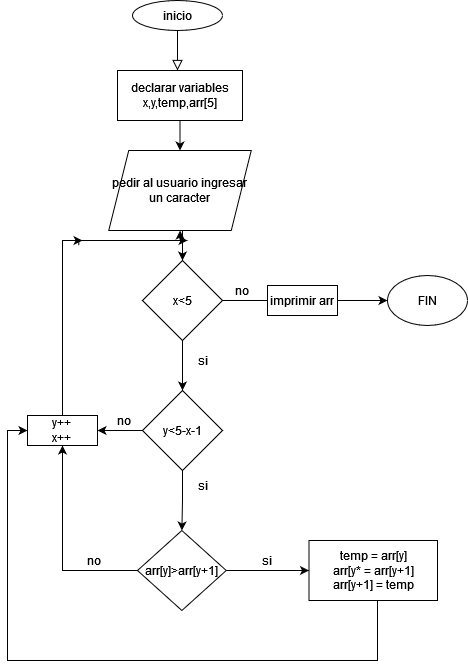 inicio
declarar variables
x,y,temp,arr[5]
pedir al usuario ingresar
un caracter
x<5
no
imprimir arr
FIN
si
y<5-x-1
no
y++
x++
si
arr[y]>arr[y+1]
no
si
temp = arr[y]
arr[y* = arr[y+1]
arr[y+1] = temp